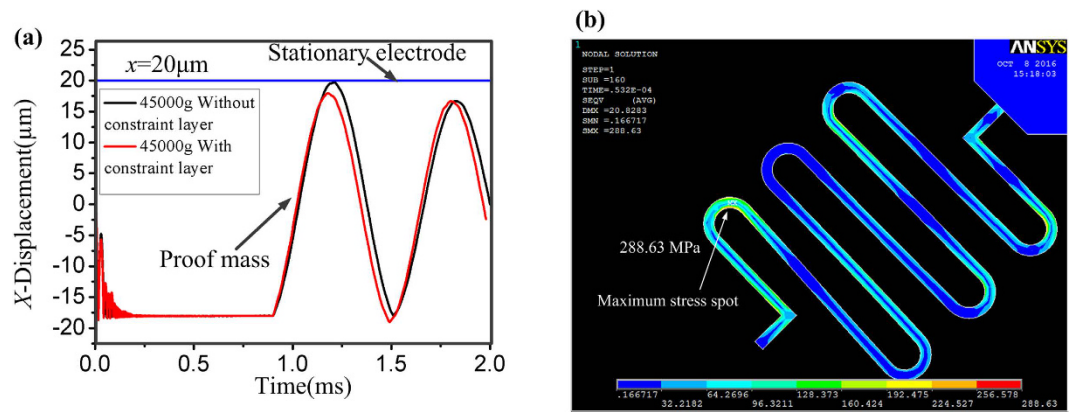 (a)
X-Displacement(μm)
25
20
15
10
5
0
-5
-10
-15
-20
x=20μm
Stationary electrode
45000g Without
constraint layer
45000g With
constraint layer
Proof mass
0.0 0.5 1.0 1.5 2.0
Time(ms)
(b)
1
NODAL SOLUTION
STEP=1
SUB =160
TIME=.532E-04
SEQV (AVG)
DMX =20.8283
SMN =.166717
SMX =288.63
ANSYS
OCT 8 2016
15:18:03
288.63 MPa
Maximum stress spot
.166717 64.2696 128.373 192.475 256.578
32.2182 96.3211 160.424 224.527 288.63